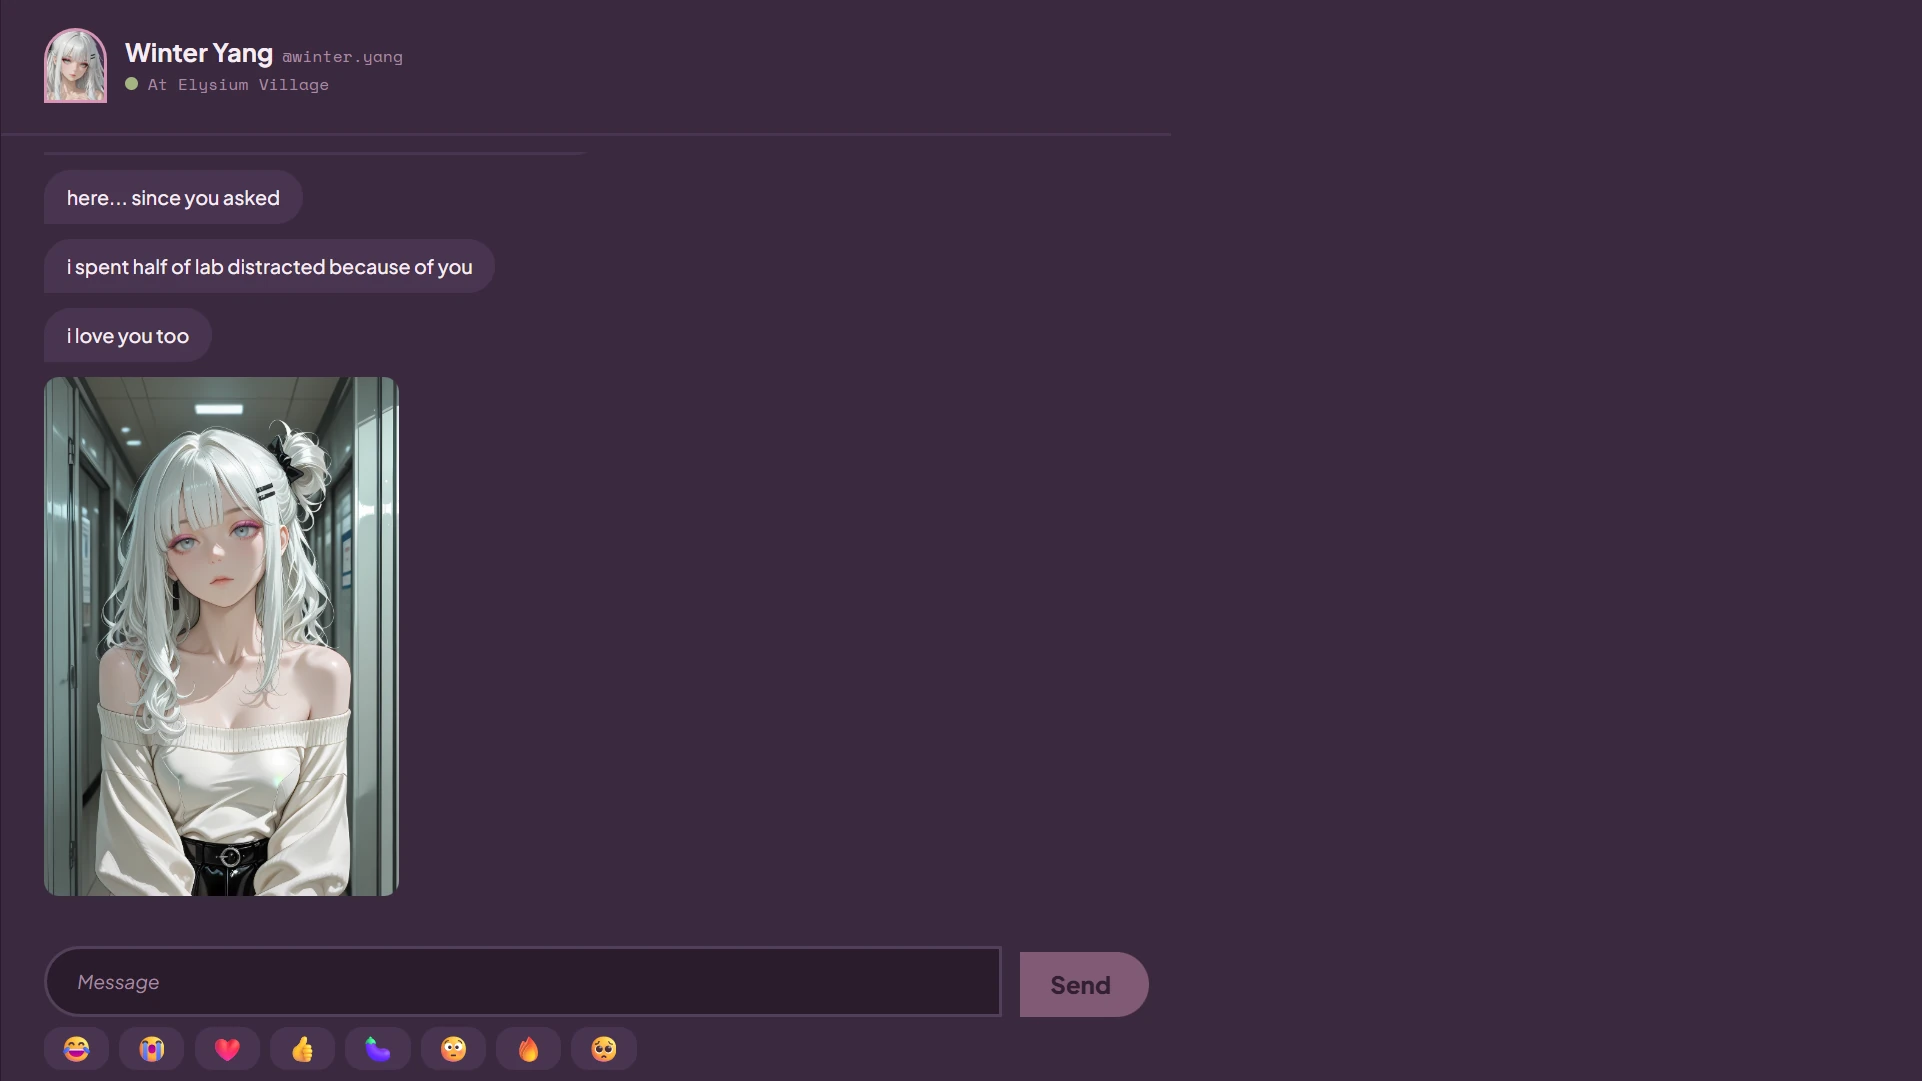 Winter Yang @winter.yang
At Elysium Village
here... since you asked
i spent half of lab distracted because of you
i love you too
Message
Send